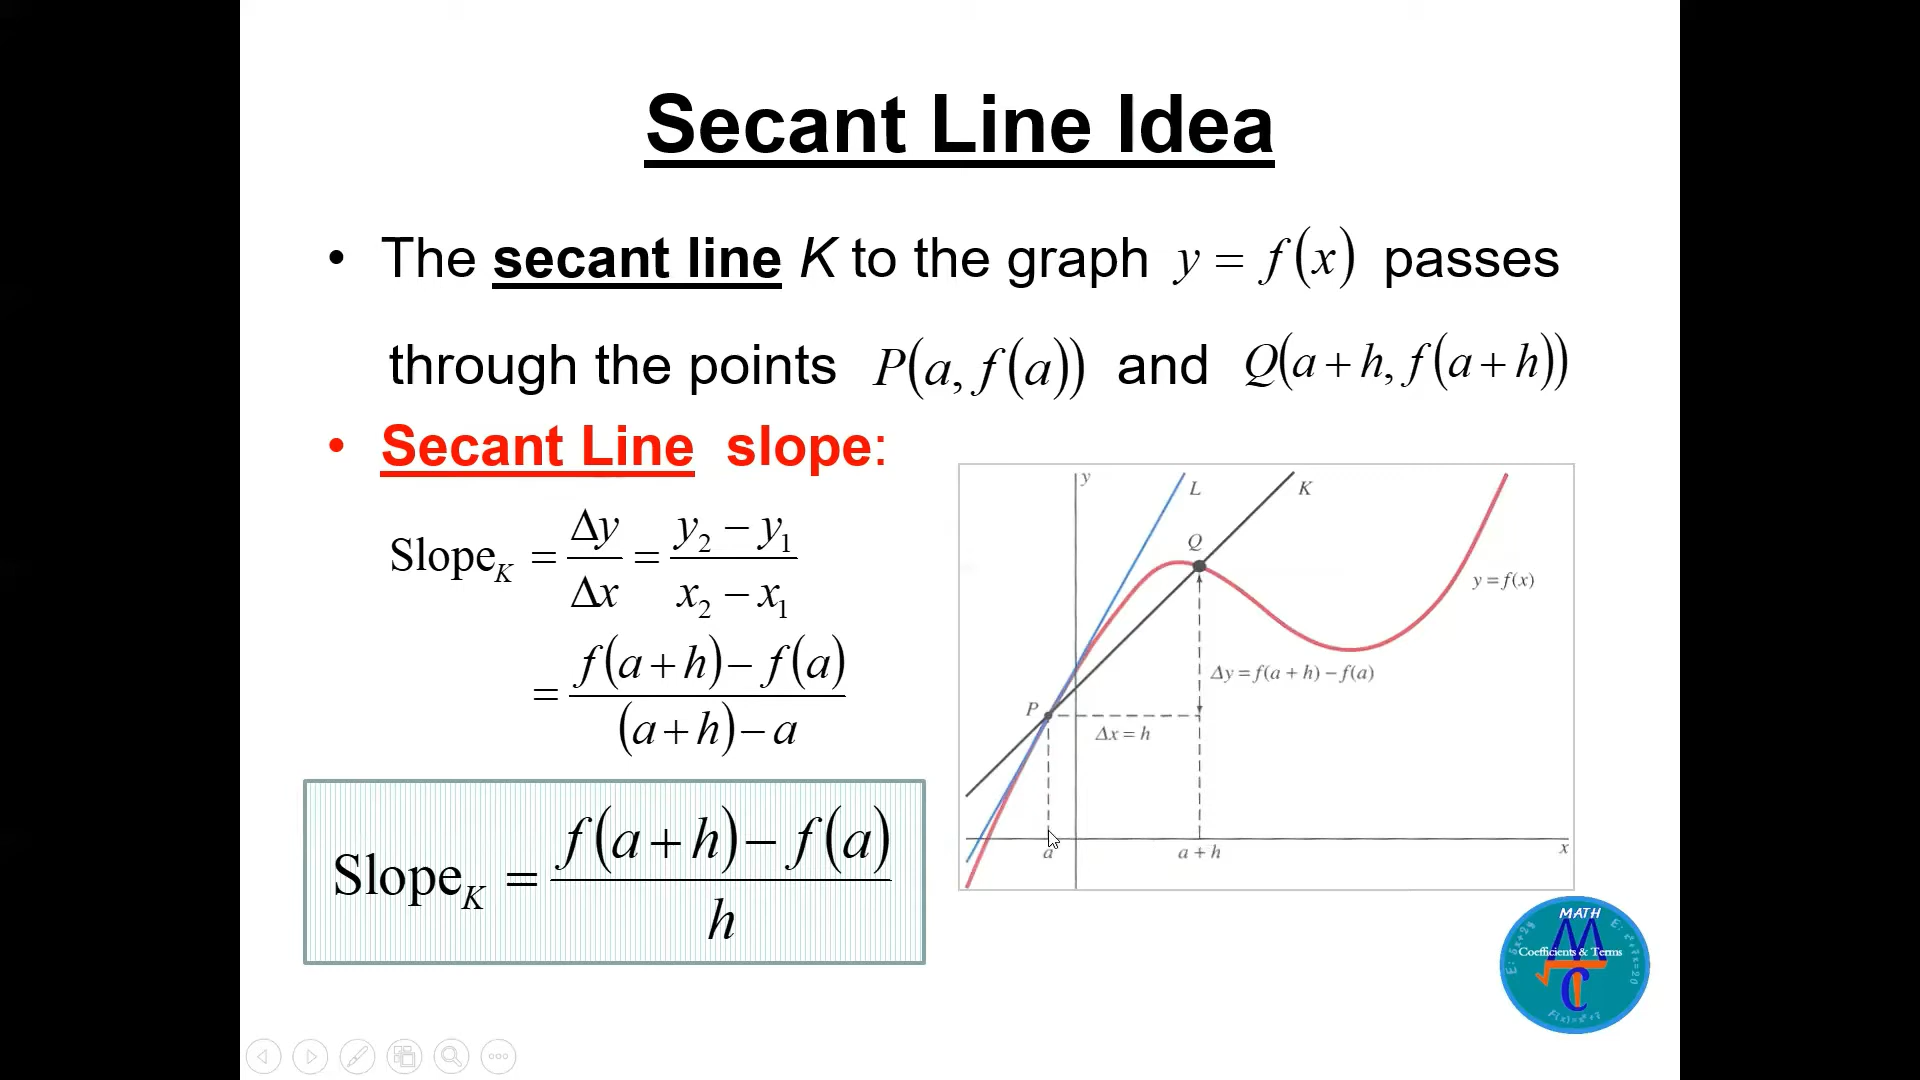 Secant Line Idea
• The secant line K to the graph y = f(x) passes
through the points P(a, f(a)) and Q(a+h, f(a+h))
• Secant Line slope:
Slope_K = Δy/Δx = (y₂ − y₁)/(x₂ − x₁)
= (f(a+h) − f(a))/((a+h) − a)
Slope_K = (f(a+h) − f(a))/h
y
L
K
Q
y = f(x)
Δy = f(a + h) − f(a)
P
Δx = h
a
a + h
x
MATH
Coefficients & Terms